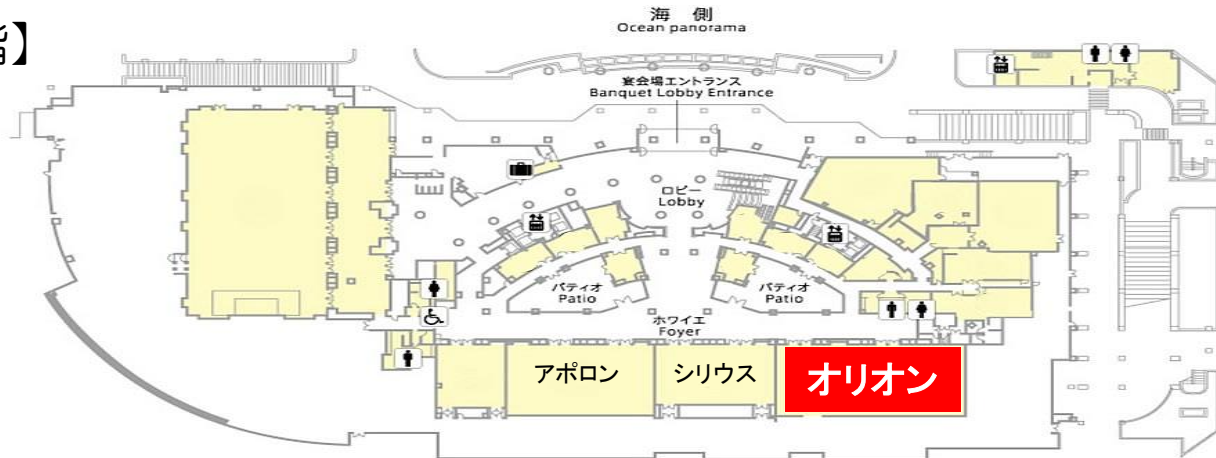 階】
海 側
Ocean panorama
宴会場エントランス
Banquet Lobby Entrance
ロビー
Lobby
パティオ
Patio
パティオ
Patio
ホワイエ
Foyer
アポロン
シリウス
オリオン